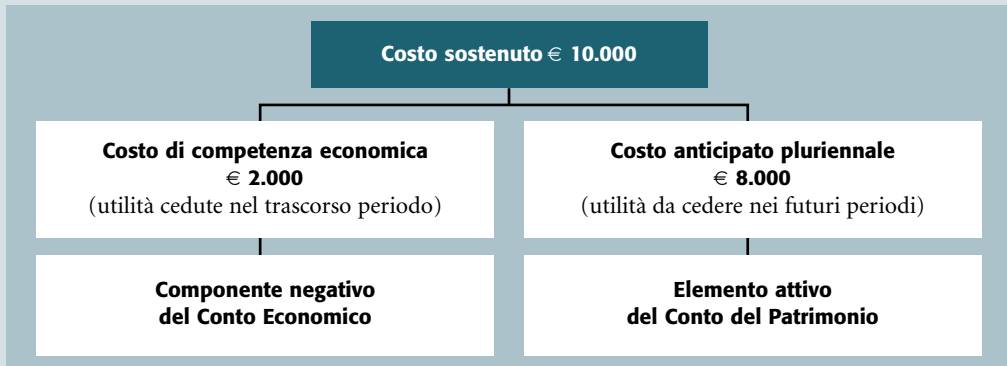 Costo sostenuto € 10.000
Costo di competenza economica
€ 2.000
(utilità cedute nel trascorso periodo)
Costo anticipato pluriennale
€ 8.000
(utilità da cedere nei futuri periodi)
Componente negativo
del Conto Economico
Elemento attivo
del Conto del Patrimonio